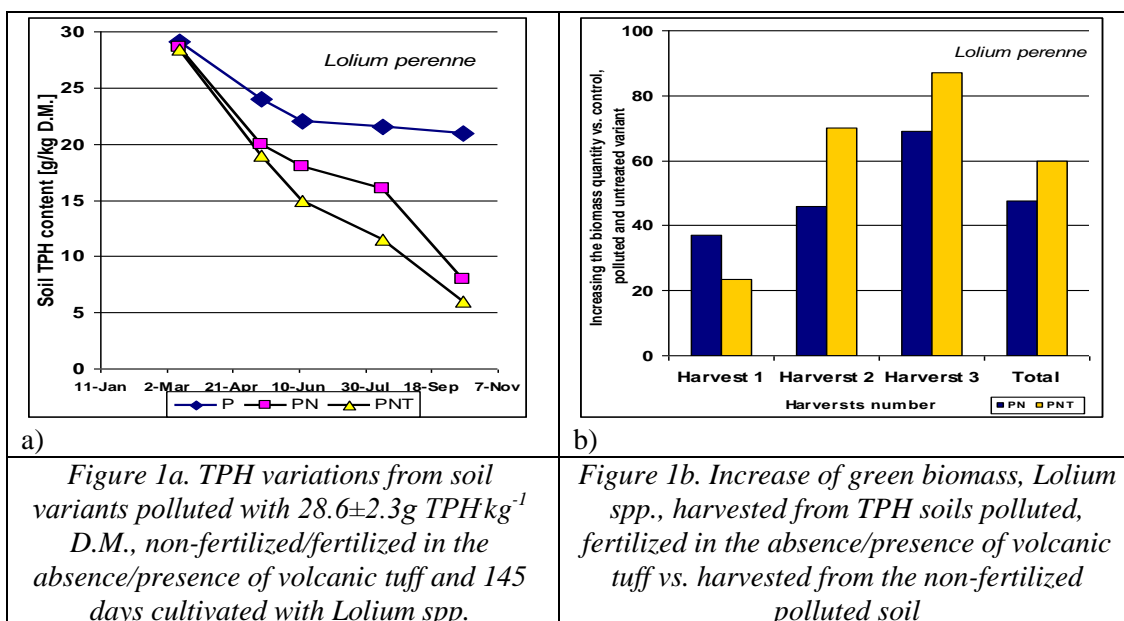 30
25
20
15
10
5
0
Soil TPH content [g/kg D.M.]
Lolium perenne
11-Jan 2-Mar 21-Apr 10-Jun 30-Jul 18-Sep 7-Nov
P PN PNT
a)
100
80
60
40
20
0
Increasing the biomass quantity vs. control,
polluted and untreated variant
Lolium perenne
Harvest 1 Harverst 2 Harverst 3 Total
Harversts number
PN PNT
b)
Figure 1a. TPH variations from soil
variants polluted with 28.6±2.3g TPH·kg-1
D.M., non-fertilized/fertilized in the
absence/presence of volcanic tuff and 145
days cultivated with Lolium spp.
Figure 1b. Increase of green biomass, Lolium
spp., harvested from TPH soils polluted,
fertilized in the absence/presence of volcanic
tuff vs. harvested from the non-fertilized
polluted soil